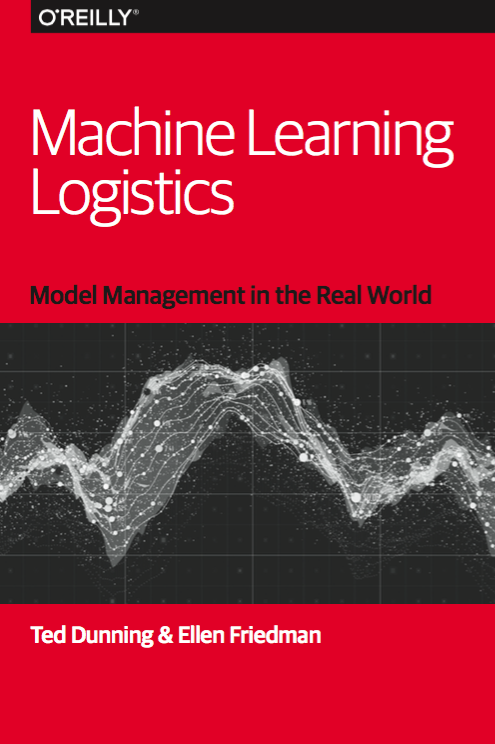 O'REILLY®
Machine Learning
Logistics
Model Management in the Real World
Ted Dunning & Ellen Friedman